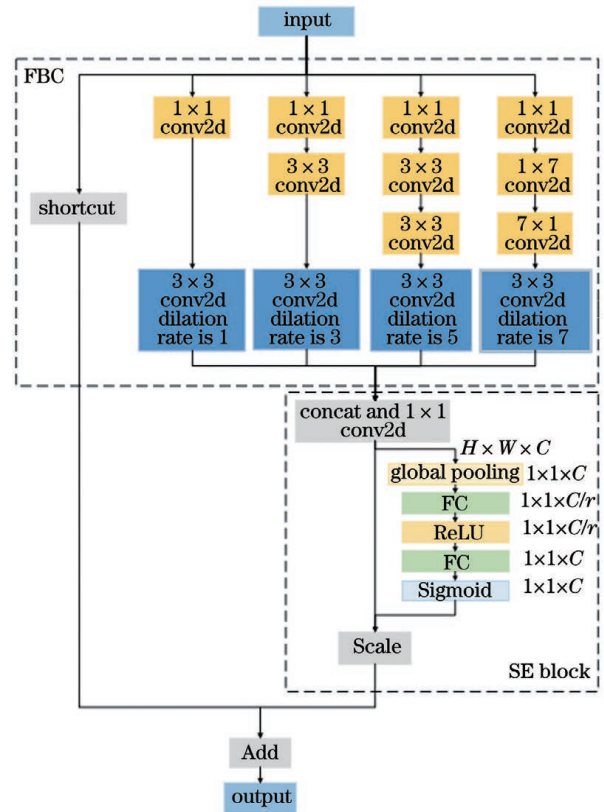 input
FBC
1 × 1
conv2d
1 × 1
conv2d
1 × 1
conv2d
1 × 1
conv2d
3 × 3
conv2d
3 × 3
conv2d
1 × 7
conv2d
shortcut
3 × 3
conv2d
7 × 1
conv2d
3 × 3
conv2d
dilation
rate is 1
3 × 3
conv2d
dilation
rate is 3
3 × 3
conv2d
dilation
rate is 5
3 × 3
conv2d
dilation
rate is 7
concat and 1 × 1
conv2d
H × W × C
global pooling 1×1×C
FC 1×1×C/r
ReLU 1×1×C/r
FC 1×1×C
Sigmoid 1×1×C
Scale
SE block
Add
output